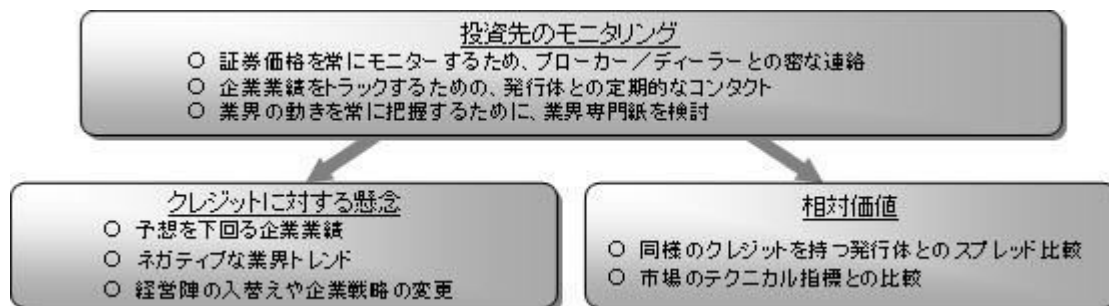 投資先のモニタリング
○ 証券価格を常にモニターするため、ブローカー／ディーラーとの密な連絡
○ 企業業績をトラックするための、発行体との定期的なコンタクト
○ 業界の動きを常に把握するために、業界専門紙を検討
クレジットに対する懸念
○ 予想を下回る企業業績
○ ネガティブな業界トレンド
○ 経営陣の入替えや企業戦略の変更
相対価値
○ 同様のクレジットを持つ発行体とのスプレッド比較
○ 市場のテクニカル指標との比較